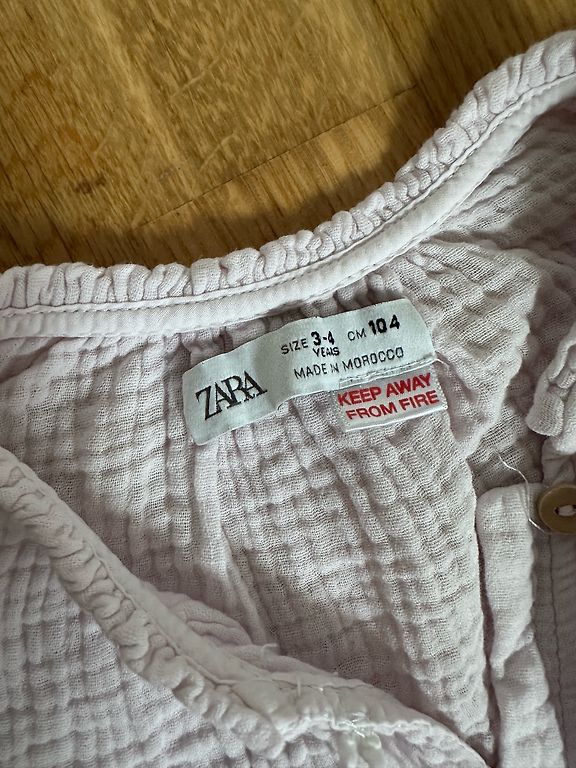 ZARA
SIZE 3-4 YEARS CM 104
MADE IN MOROCCO
KEEP AWAY
FROM FIRE